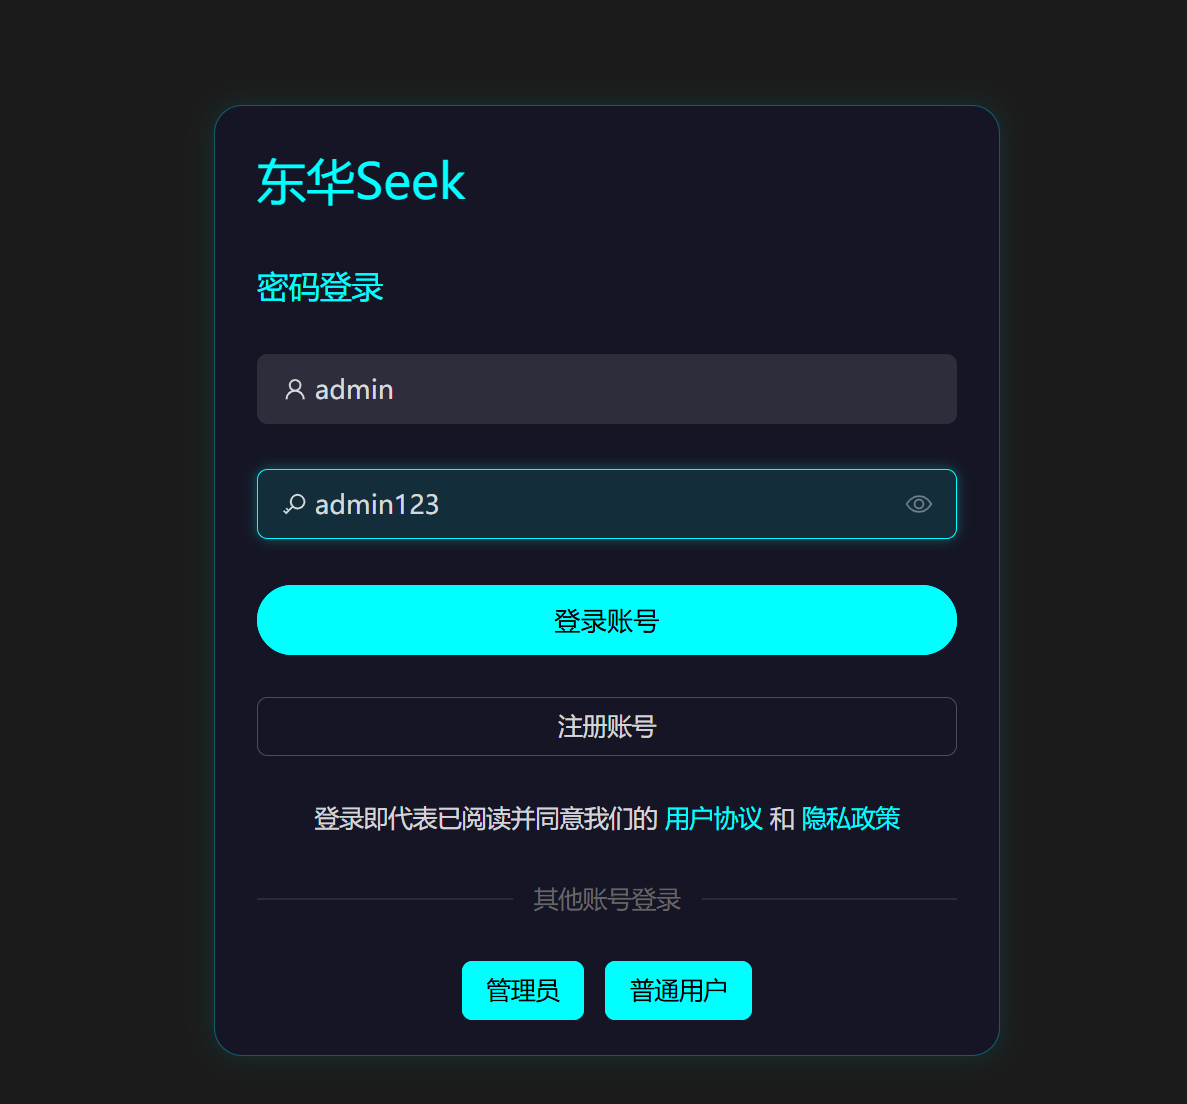 东华Seek
密码登录
admin
admin123
登录账号
注册账号
登录即代表已阅读并同意我们的 用户协议 和 隐私政策
其他账号登录
管理员 普通用户